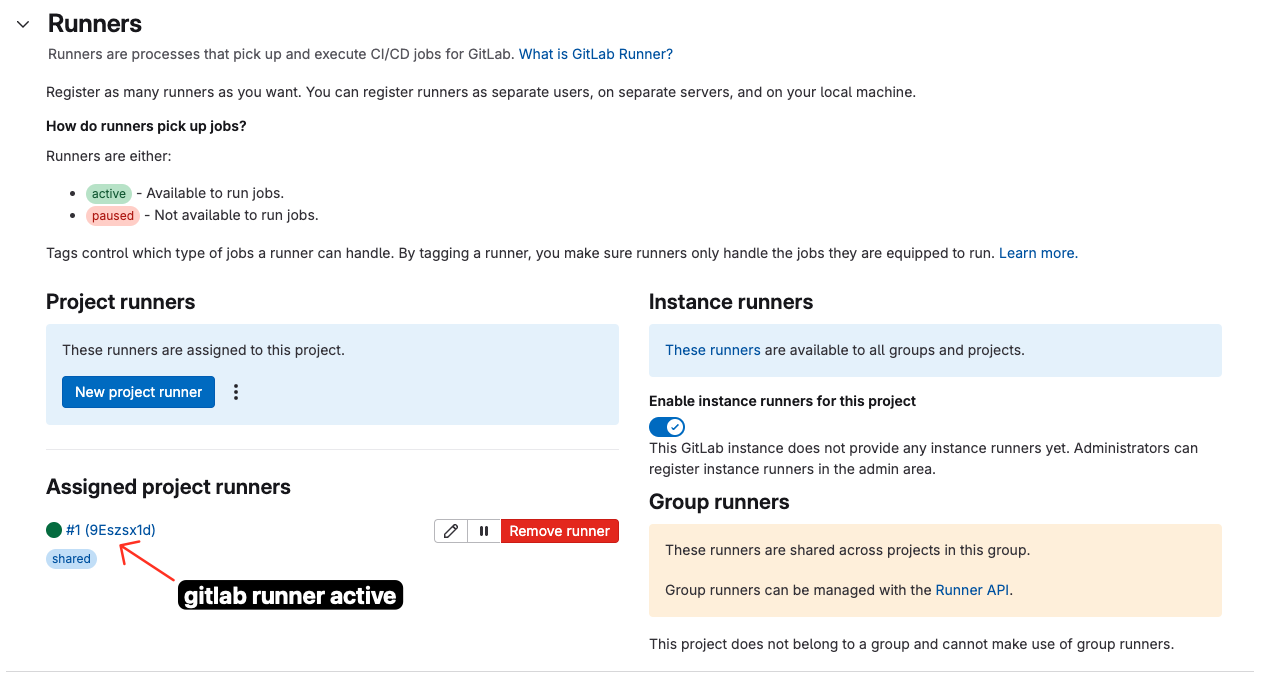 Runners
Runners are processes that pick up and execute CI/CD jobs for GitLab. What is GitLab Runner?
Register as many runners as you want. You can register runners as separate users, on separate servers, and on your local machine.
How do runners pick up jobs?
Runners are either:
active - Available to run jobs.
paused - Not available to run jobs.
Tags control which type of jobs a runner can handle. By tagging a runner, you make sure runners only handle the jobs they are equipped to run. Learn more.
Project runners
These runners are assigned to this project.
New project runner
Assigned project runners
#1 (9Eszsx1d)
Remove runner
shared
gitlab runner active
Instance runners
These runners are available to all groups and projects.
Enable instance runners for this project
This GitLab instance does not provide any instance runners yet. Administrators can
register instance runners in the admin area.
Group runners
These runners are shared across projects in this group.
Group runners can be managed with the Runner API.
This project does not belong to a group and cannot make use of group runners.